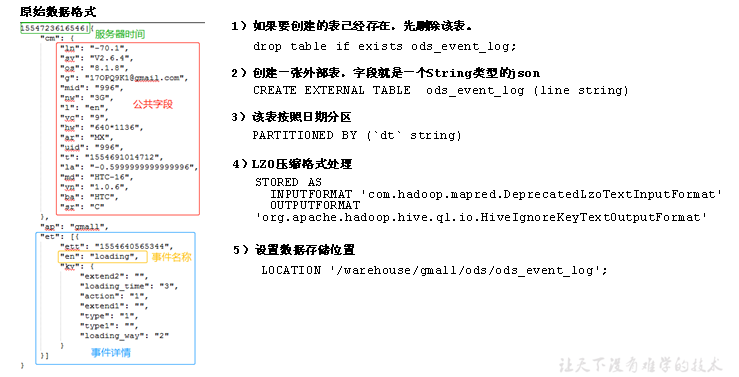 原始数据格式
1554723616546|{
服务器时间
"cm": {
"ln": "-70.1",
"sv": "V2.6.4",
"os": "8.1.8",
"g": "17OPQ9K1@gmail.com",
"mid": "996",
"nw": "3G",
"l": "en",
公共字段
"vc": "9",
"hw": "640*1136",
"ar": "MX",
"uid": "996",
"t": "1554691014712",
"la": "-0.5999999999999996",
"md": "HTC-16",
"vn": "1.0.6",
"ba": "HTC",
"sr": "C"
},
"ap": "gmall",
"et": [{
"ett": "1554640565344",
"en": "loading",
事件名称
"kv": {
"extend2": "",
"loading_time": "3",
"action": "1",
"extend1": "",
"type": "1",
"type1": "",
"loading_way": "2"
}
}]
事件详情
}
1）如果要创建的表已经存在，先删除该表。
drop table if exists ods_event_log;
2）创建一张外部表，字段就是一个String类型的json
CREATE EXTERNAL TABLE ods_event_log (line string)
3）该表按照日期分区
PARTITIONED BY (`dt` string)
4）LZO压缩格式处理
STORED AS
INPUTFORMAT 'com.hadoop.mapred.DeprecatedLzoTextInputFormat'
OUTPUTFORMAT
'org.apache.hadoop.hive.ql.io.HiveIgnoreKeyTextOutputFormat'
5）设置数据存储位置
LOCATION '/warehouse/gmall/ods/ods_event_log';
让天下没有难学的技术